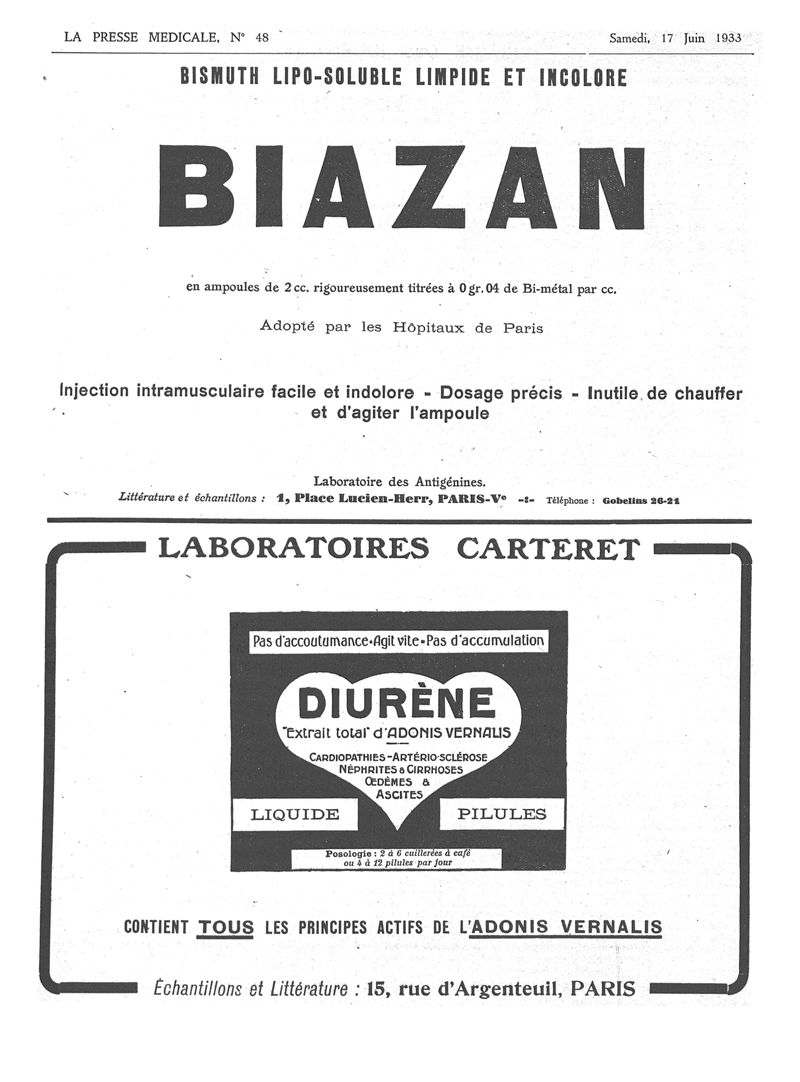 LA PRESSE MEDICALE, N° 48
Samedi, 17 Juin 1933
BISMUTH LIPO-SOLUBLE LIMPIDE ET INCOLORE
BIAZAN
en ampoules de 2 cc. rigoureusement titrées à 0 gr. 04 de Bi-métal par cc.
Adopté par les Hôpitaux de Paris
Injection intramusculaire facile et indolore - Dosage précis - Inutile de chauffer
et d'agiter l'ampoule
Laboratoire des Antigénines.
Littérature et échantillons : 1, Place Lucien-Herr, PARIS-Ve -:- Téléphone : Gobelins 26-21
LABORATOIRES CARTERET
Pas d'accoutumance • Agit vite • Pas d'accumulation
DIURÈNE
"Extrait total" d'ADONIS VERNALIS
CARDIOPATHIES - ARTÉRIO-SCLÉROSE
NÉPHRITES & CIRRHOSES
ŒDÈMES &
ASCITES
LIQUIDE
PILULES
Posologie : 2 à 6 cuillerées à café
ou 4 à 12 pilules par jour
CONTIENT TOUS LES PRINCIPES ACTIFS DE L'ADONIS VERNALIS
Échantillons et Littérature : 15, rue d'Argenteuil, PARIS